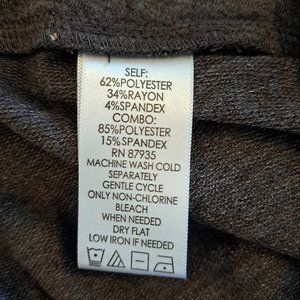 SELF:
62%POLYESTER
34%RAYON
4%SPANDEX
COMBO:
85%POLYESTER
15%SPANDEX
RN 87935
MACHINE WASH COLD
SEPARATELY
GENTLE CYCLE
ONLY NON-CHLORINE
BLEACH
WHEN NEEDED
DRY FLAT
LOW IRON IF NEEDED